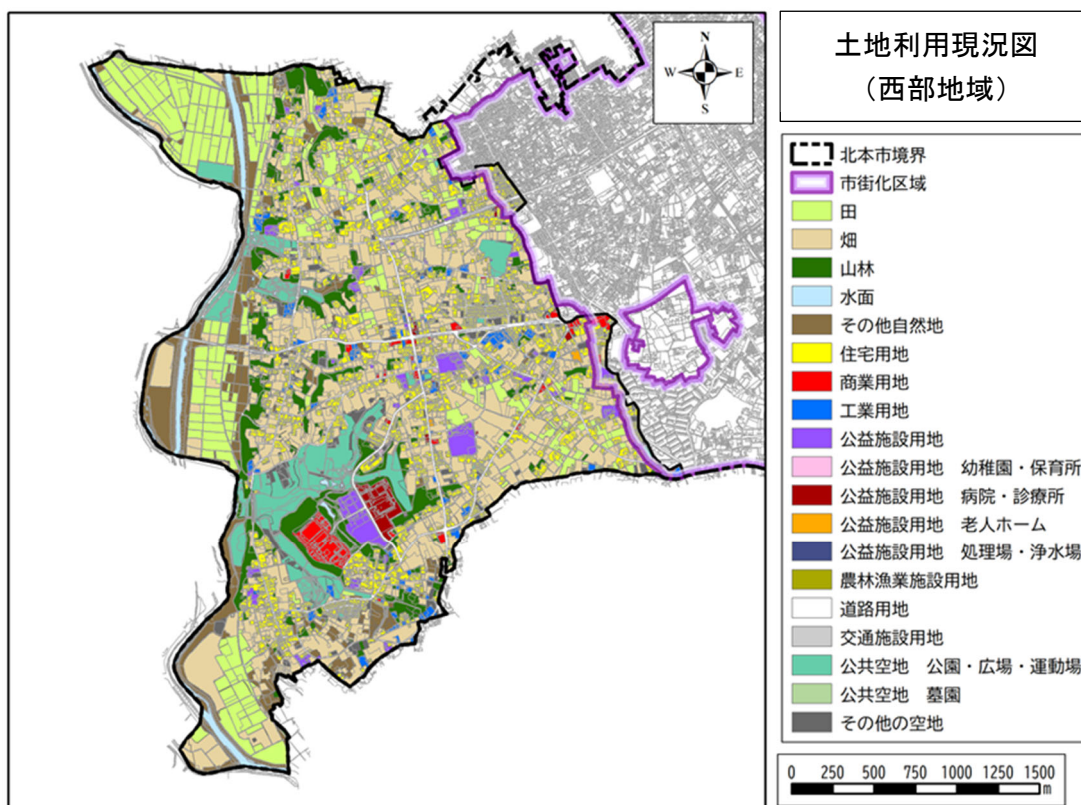 土地利用現況図
（西部地域）
N
W
E
S
北本市境界
市街化区域
田
畑
山林
水面
その他自然地
住宅用地
商業用地
工業用地
公益施設用地
公益施設用地 幼稚園・保育所
公益施設用地 病院・診療所
公益施設用地 老人ホーム
公益施設用地 処理場・浄水場
農林漁業施設用地
道路用地
交通施設用地
公共空地 公園・広場・運動場
公共空地 墓園
その他の空地
0 250 500 750 1000 1250 1500
m